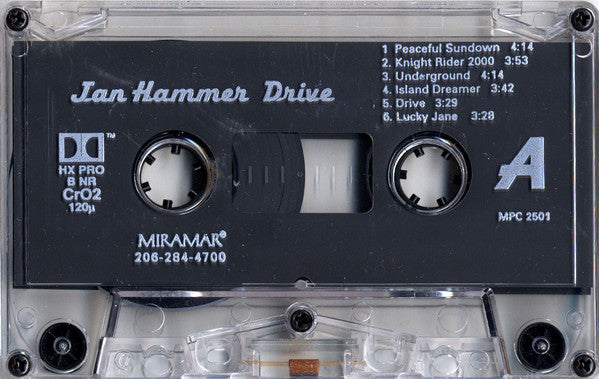 1 Peaceful Sundown 4:14
2. Knight Rider 2000 3:53
3. Underground 4:14
4. Island Dreamer 3:42
5. Drive 3:29
6. Lucky Jane 3:28
Jan Hammer Drive
TM
HX PRO
B NR
CrO2
120µ
A
MPC 2501
MIRAMAR®
206-284-4700